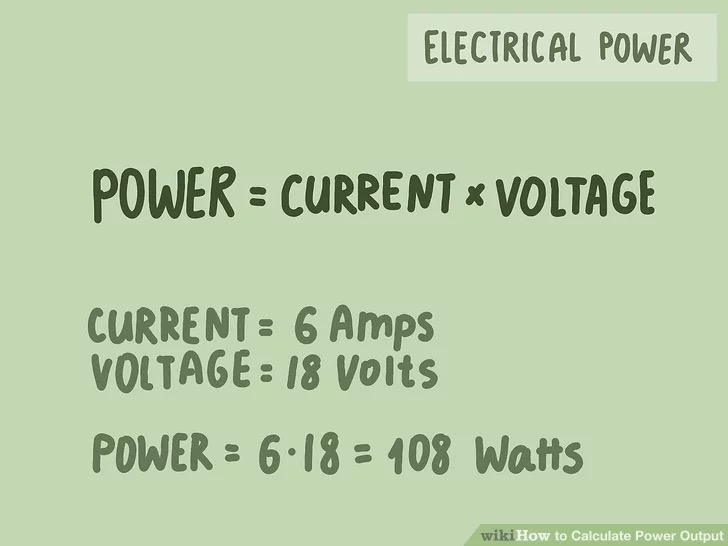 ELECTRICAL POWER
POWER = CURRENT × VOLTAGE
CURRENT = 6 Amps
VOLTAGE = 18 Volts
POWER = 6·18 = 108 Watts
wikiHow to Calculate Power Output